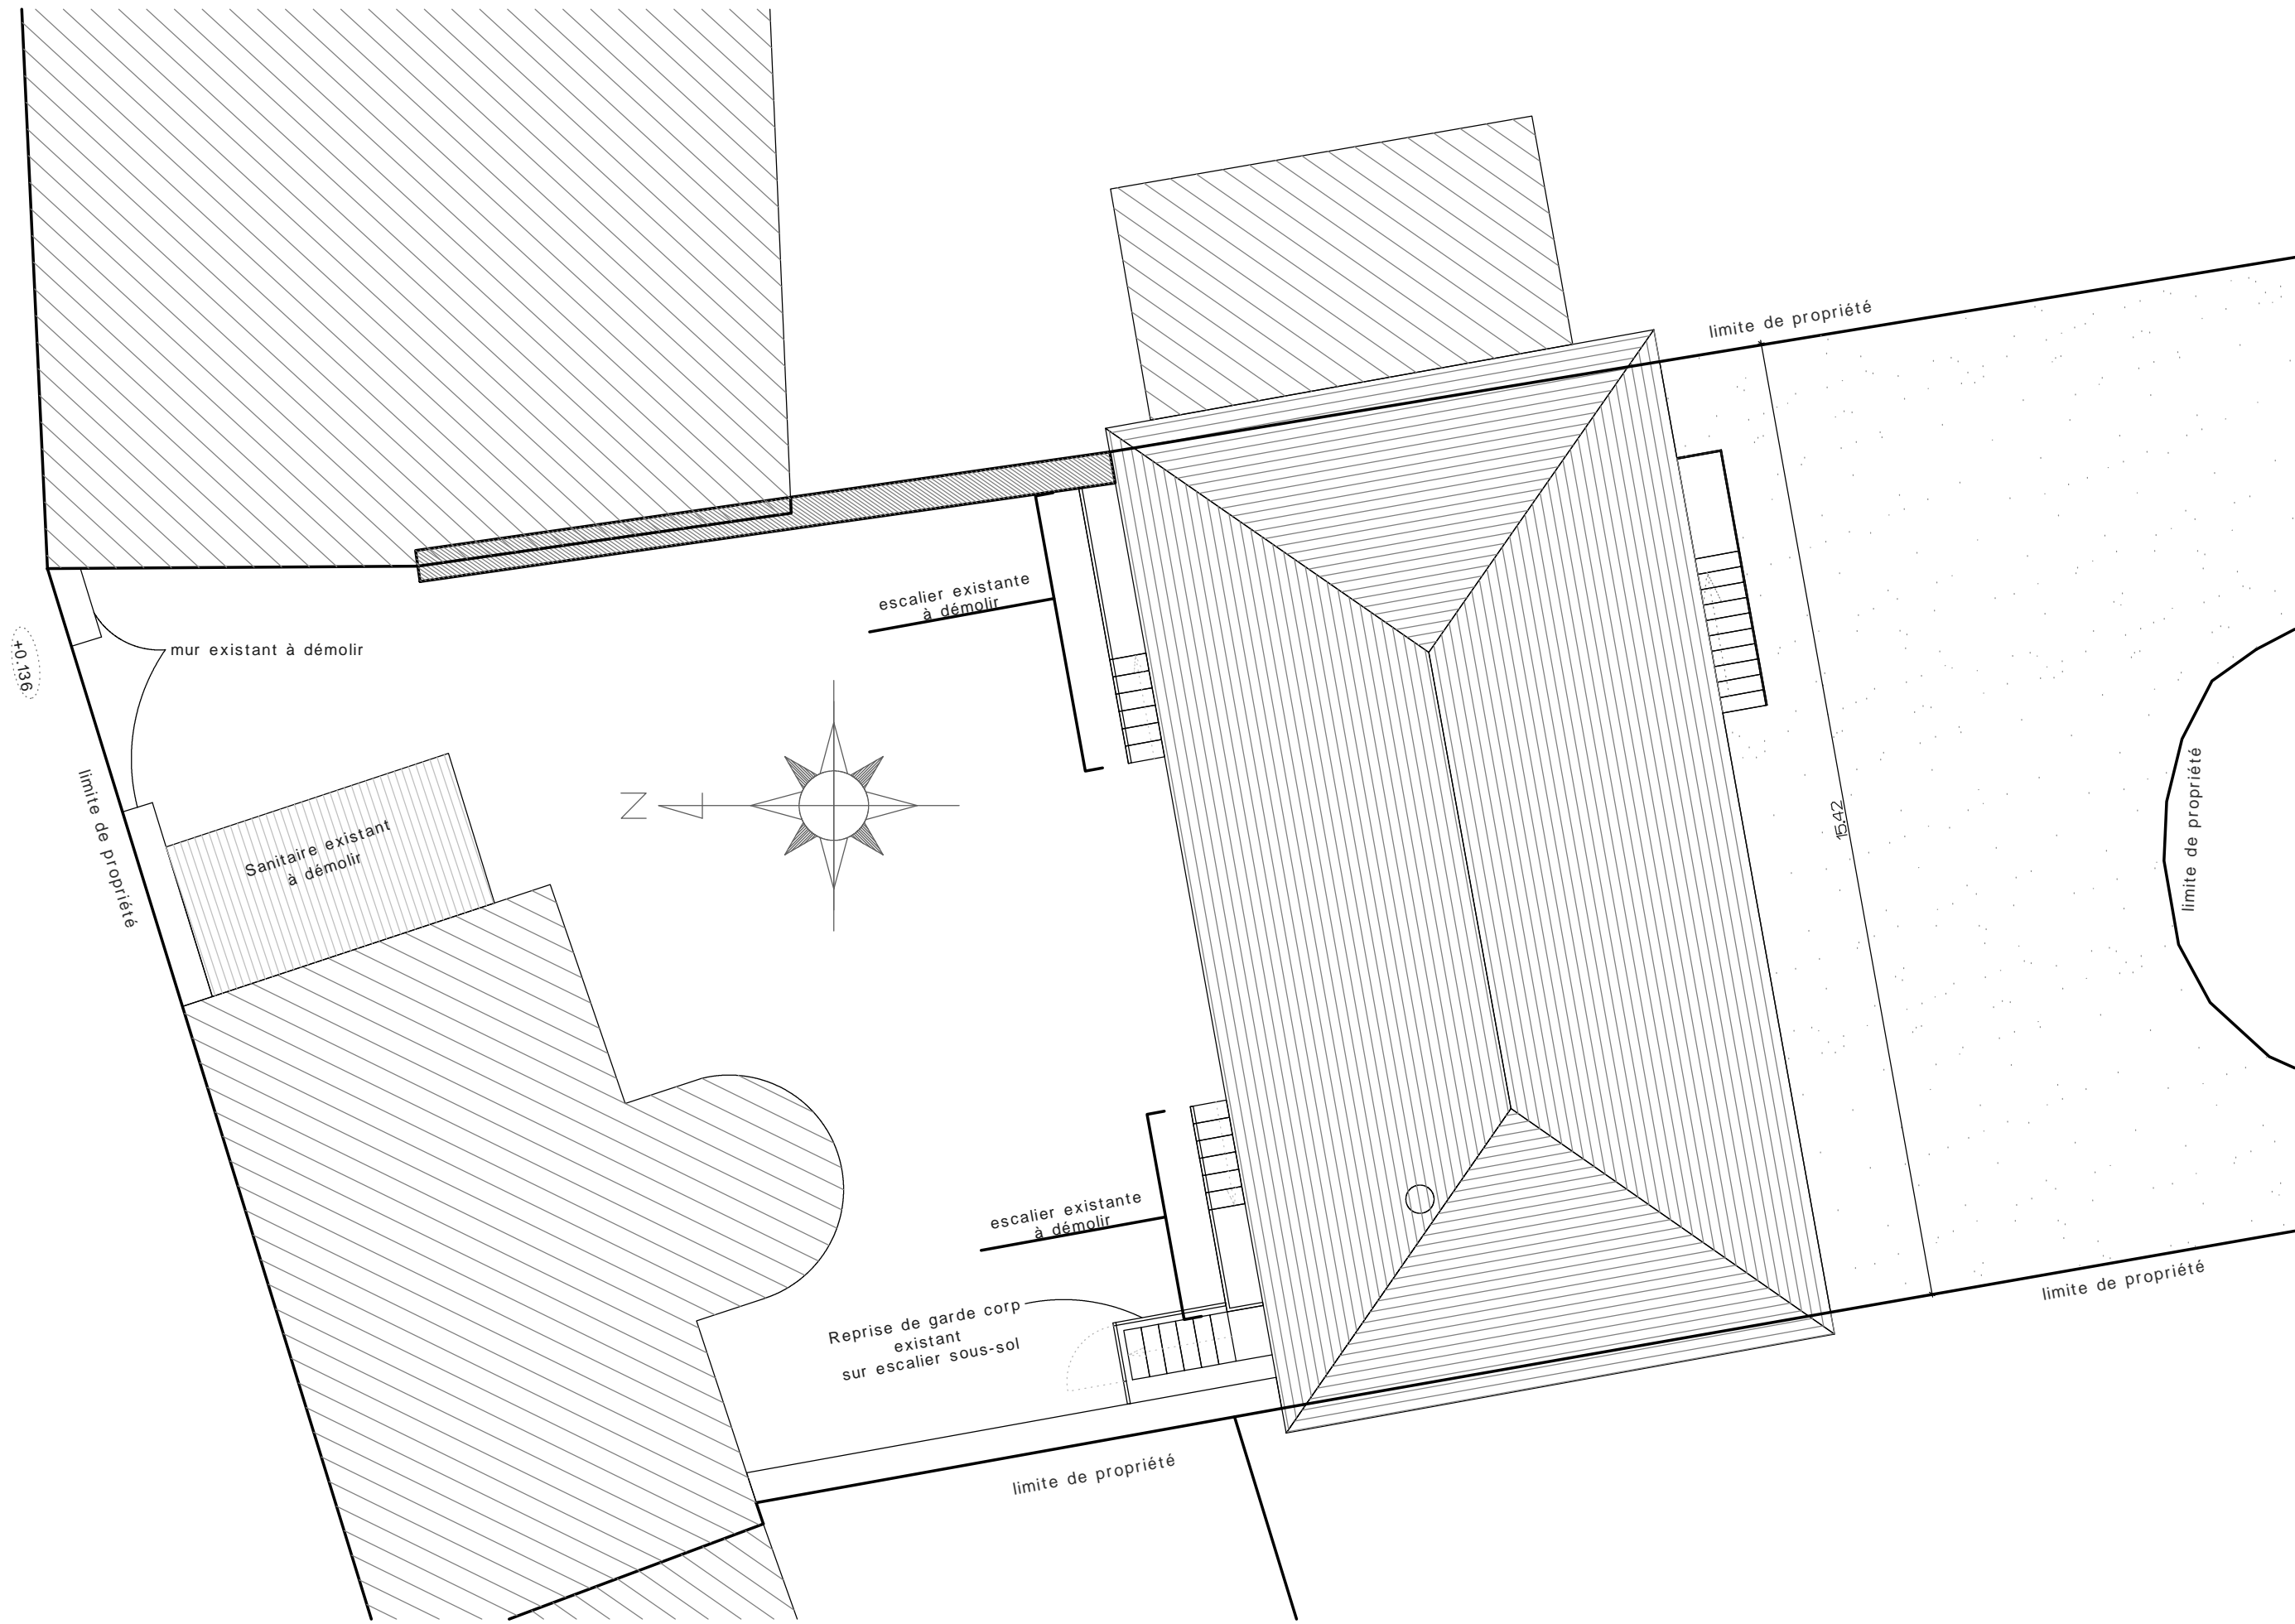 limite de propriété
escalier existante
à démolir
mur existant à démolir
+0.136
limite de propriété
Sanitaire existant
à démolir
N
15.42
limite de propriété
escalier existante
à démolir
Reprise de garde corp
existant
sur escalier sous-sol
limite de propriété
limite de propriété